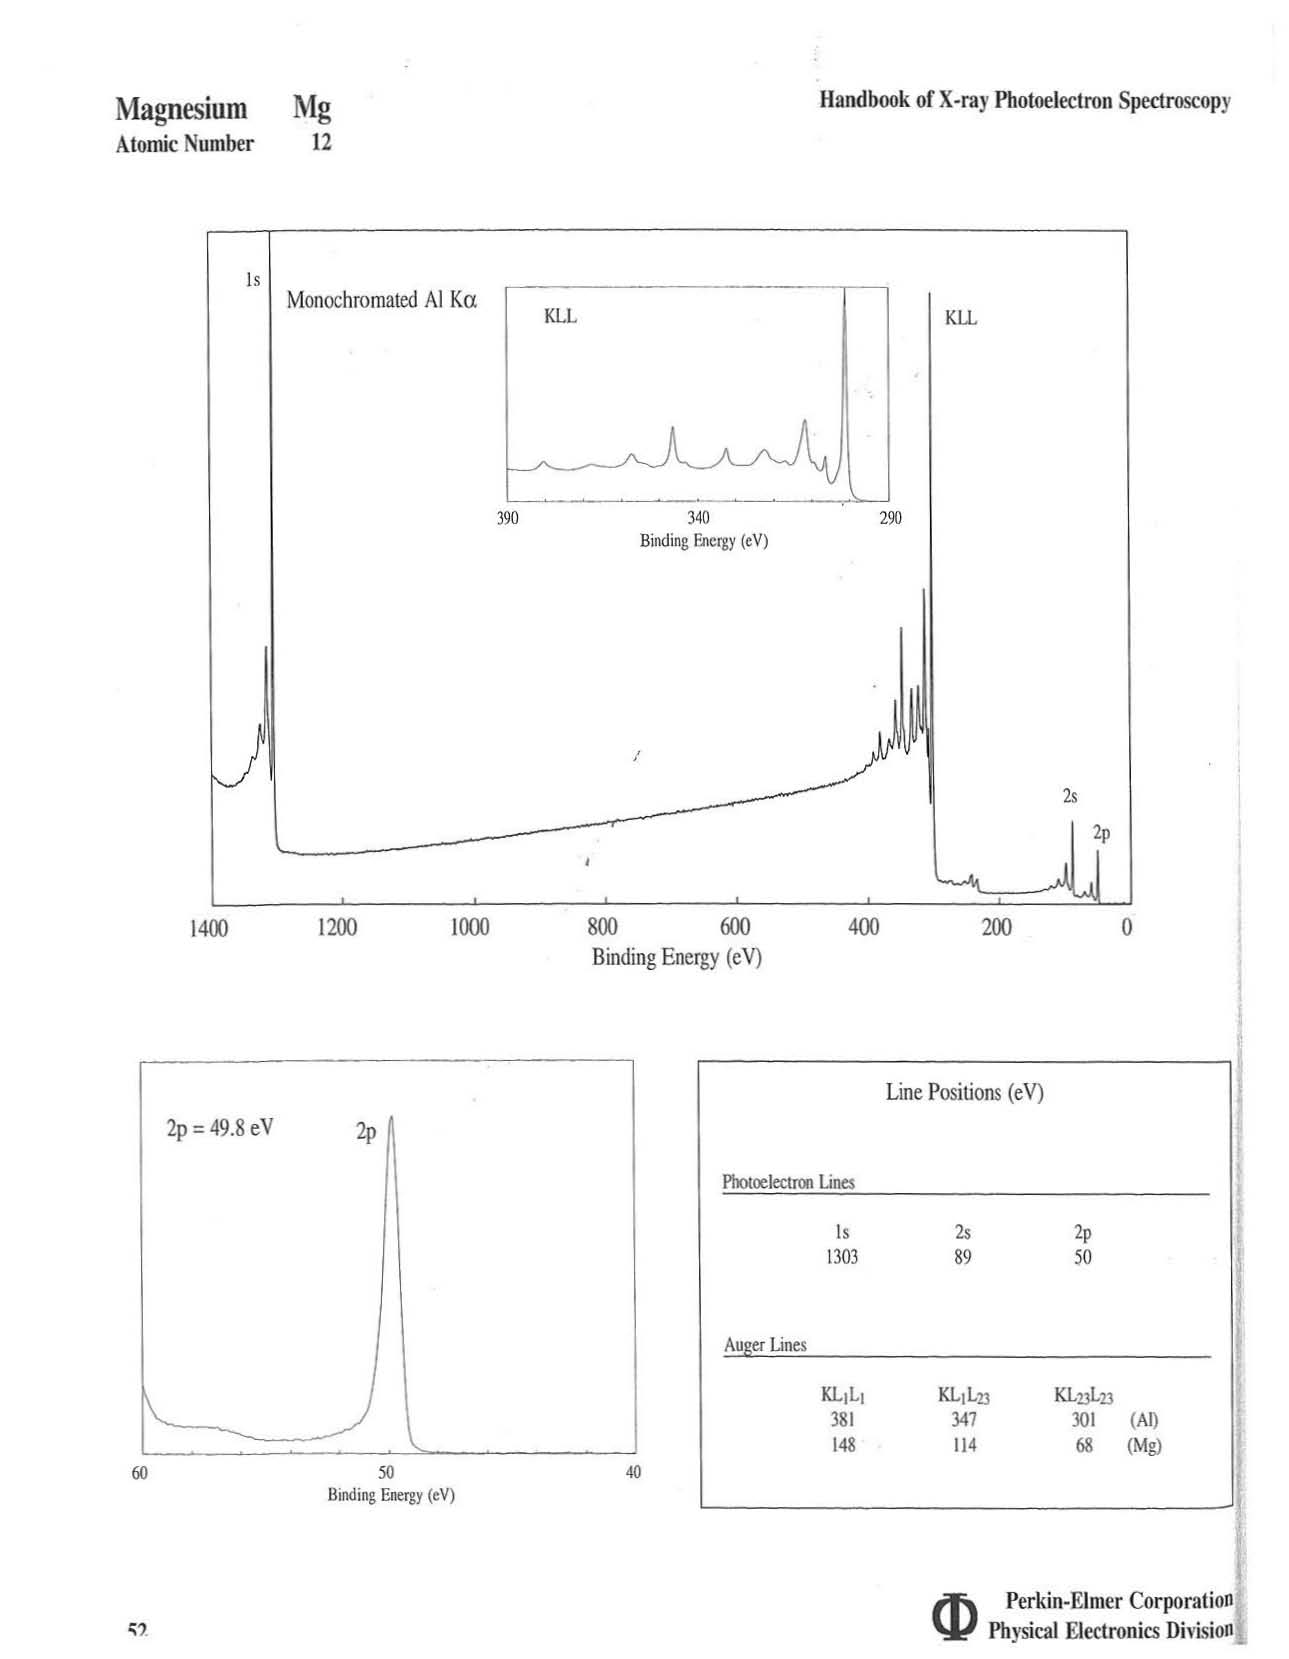 Magnesium Mg
Atomic Number 12
Handbook of X-ray Photoelectron Spectroscopy
1s
Monochromated Al Kα
KLL
390 340 290
Binding Energy (eV)
KLL
2s
2p
1400 1200 1000 800 600 400 200 0
Binding Energy (eV)
2p = 49.8 eV 2p
60 50 40
Binding Energy (eV)
Line Positions (eV)
Photoelectron Lines
1s 2s 2p
1303 89 50
Auger Lines
KL₁L₁ KL₁L₂₃ KL₂₃L₂₃
381 347 301 (Al)
148 114 68 (Mg)
52
Perkin-Elmer Corporation
Physical Electronics Division